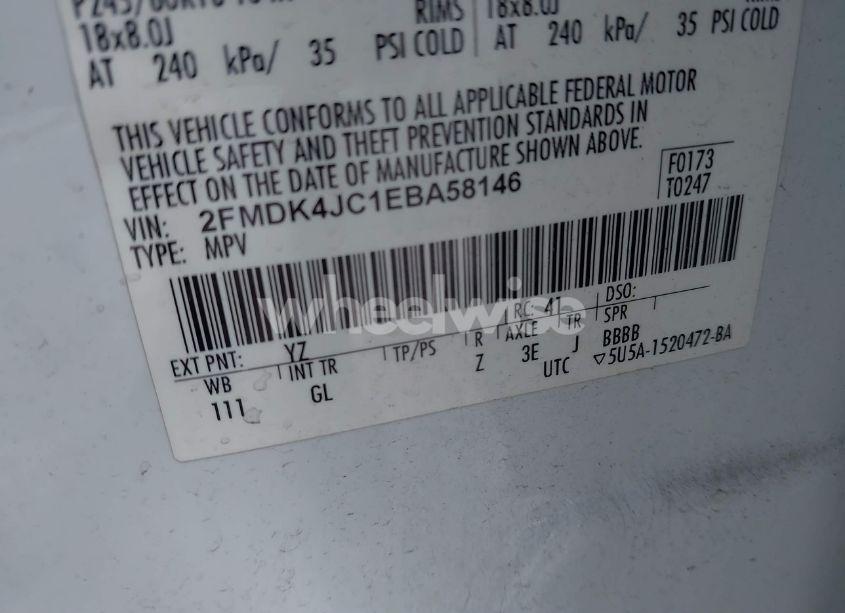 RIMS
18x8.0J 18x8.0J
AT 240 kPa/ 35 PSI COLD AT 240 kPa/ 35 PSI COLD
THIS VEHICLE CONFORMS TO ALL APPLICABLE FEDERAL MOTOR
VEHICLE SAFETY AND THEFT PREVENTION STANDARDS IN
EFFECT ON THE DATE OF MANUFACTURE SHOWN ABOVE.
F0173
VIN: 2FMDK4JC1EBA58146 T0247
TYPE: MPV
wheelwise
EXT PNT: YZ RC: 41 DSO:
WB INT TR TP/PS R AXLE TR SPR
111 GL Z 3E J BBBB
UTC ▽5U5A-1520472-BA